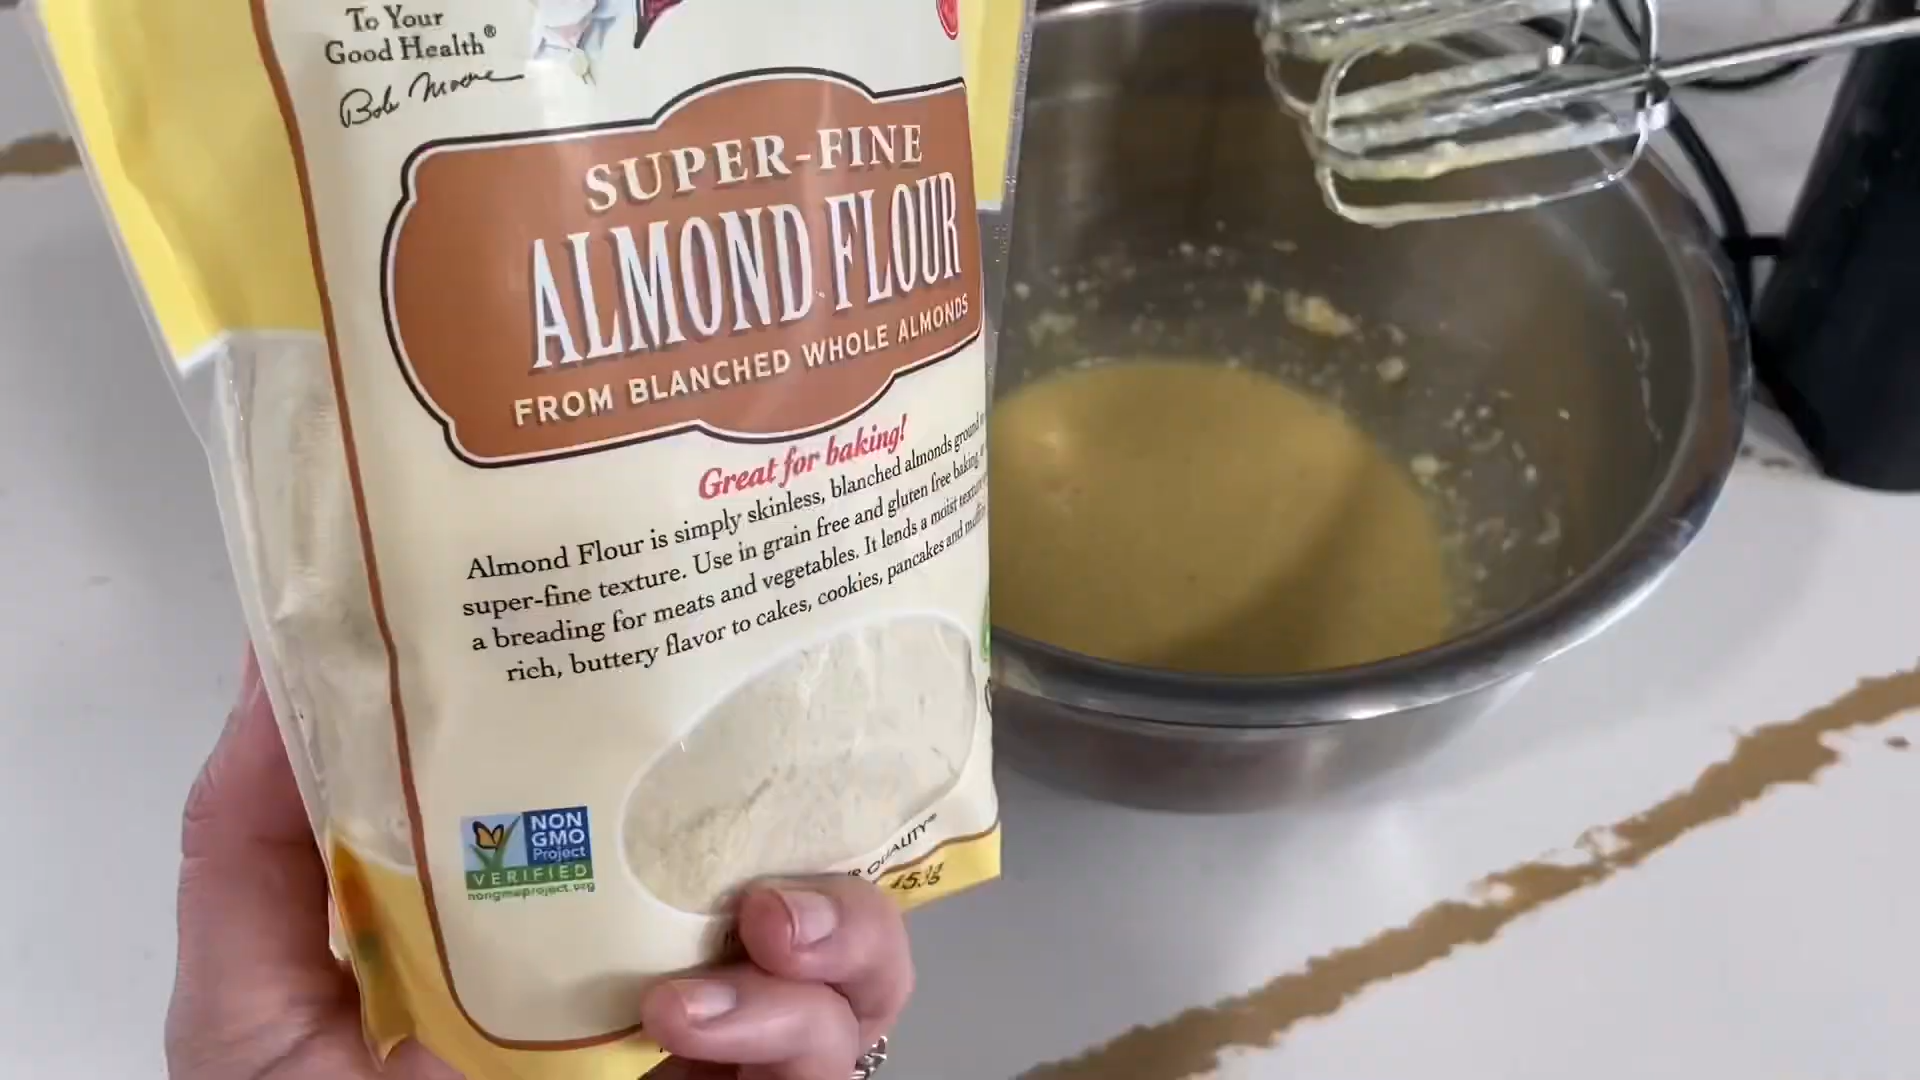 To Your
Good Health®
Bob Moore
SUPER-FINE
ALMOND FLOUR
FROM BLANCHED WHOLE ALMONDS
Great for baking!
Almond Flour is simply skinless, blanched almonds ground
super-fine texture. Use in grain free and gluten free baking,
a breading for meats and vegetables. It lends a moist texture
rich, buttery flavor to cakes, cookies, pancakes and
NON
GMO
Project
VERIFIED
nongmoproject.org
QUALITY